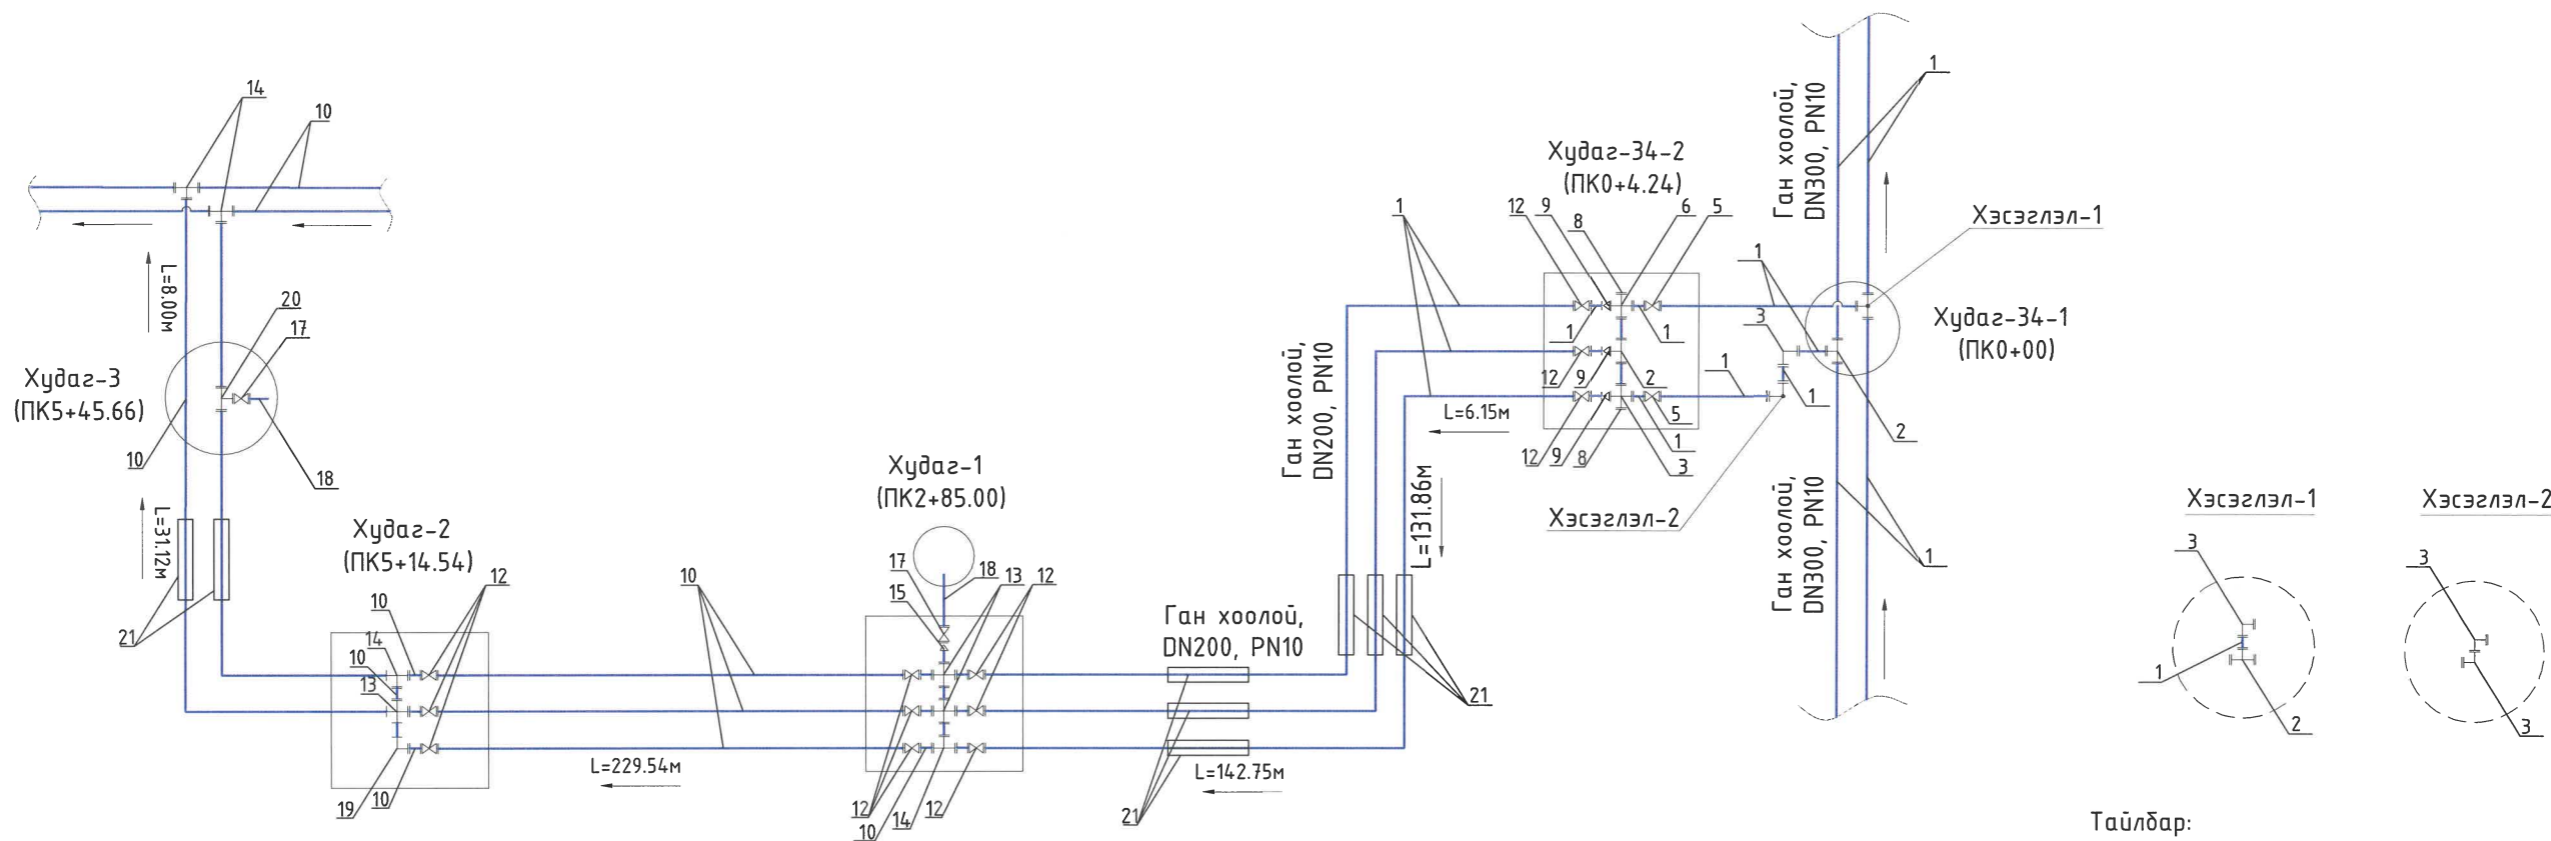 14
10
L=8.00м
20
17
Худаг-3
(ПК5+45.66)
10
18
L=31.12м
21
Худаг-2
(ПК5+14.54)
12
10
14
10
13
19
10
10
L=229.54м
Худаг-1
(ПК2+85.00)
17
18
13
12
15
12
10
14
12
Ган хоолой,
DN200, PN10
L=142.75м
21
Ган хоолой,
DN200, PN10
L=131.86м
21
1
L=6.15м
Худаг-34-2
(ПК0+4.24)
12
9
8
6
5
1
1
12
9
2
12
9
8
1
3
5
1
3
1
1
Хэсэглэл-2
Ган хоолой,
DN300, PN10
1
Хэсэглэл-1
Худаг-34-1
(ПК0+00)
2
Ган хоолой,
DN300, PN10
1
Хэсэглэл-1
3
1
2
Хэсэглэл-2
3
3
Тайлбар: